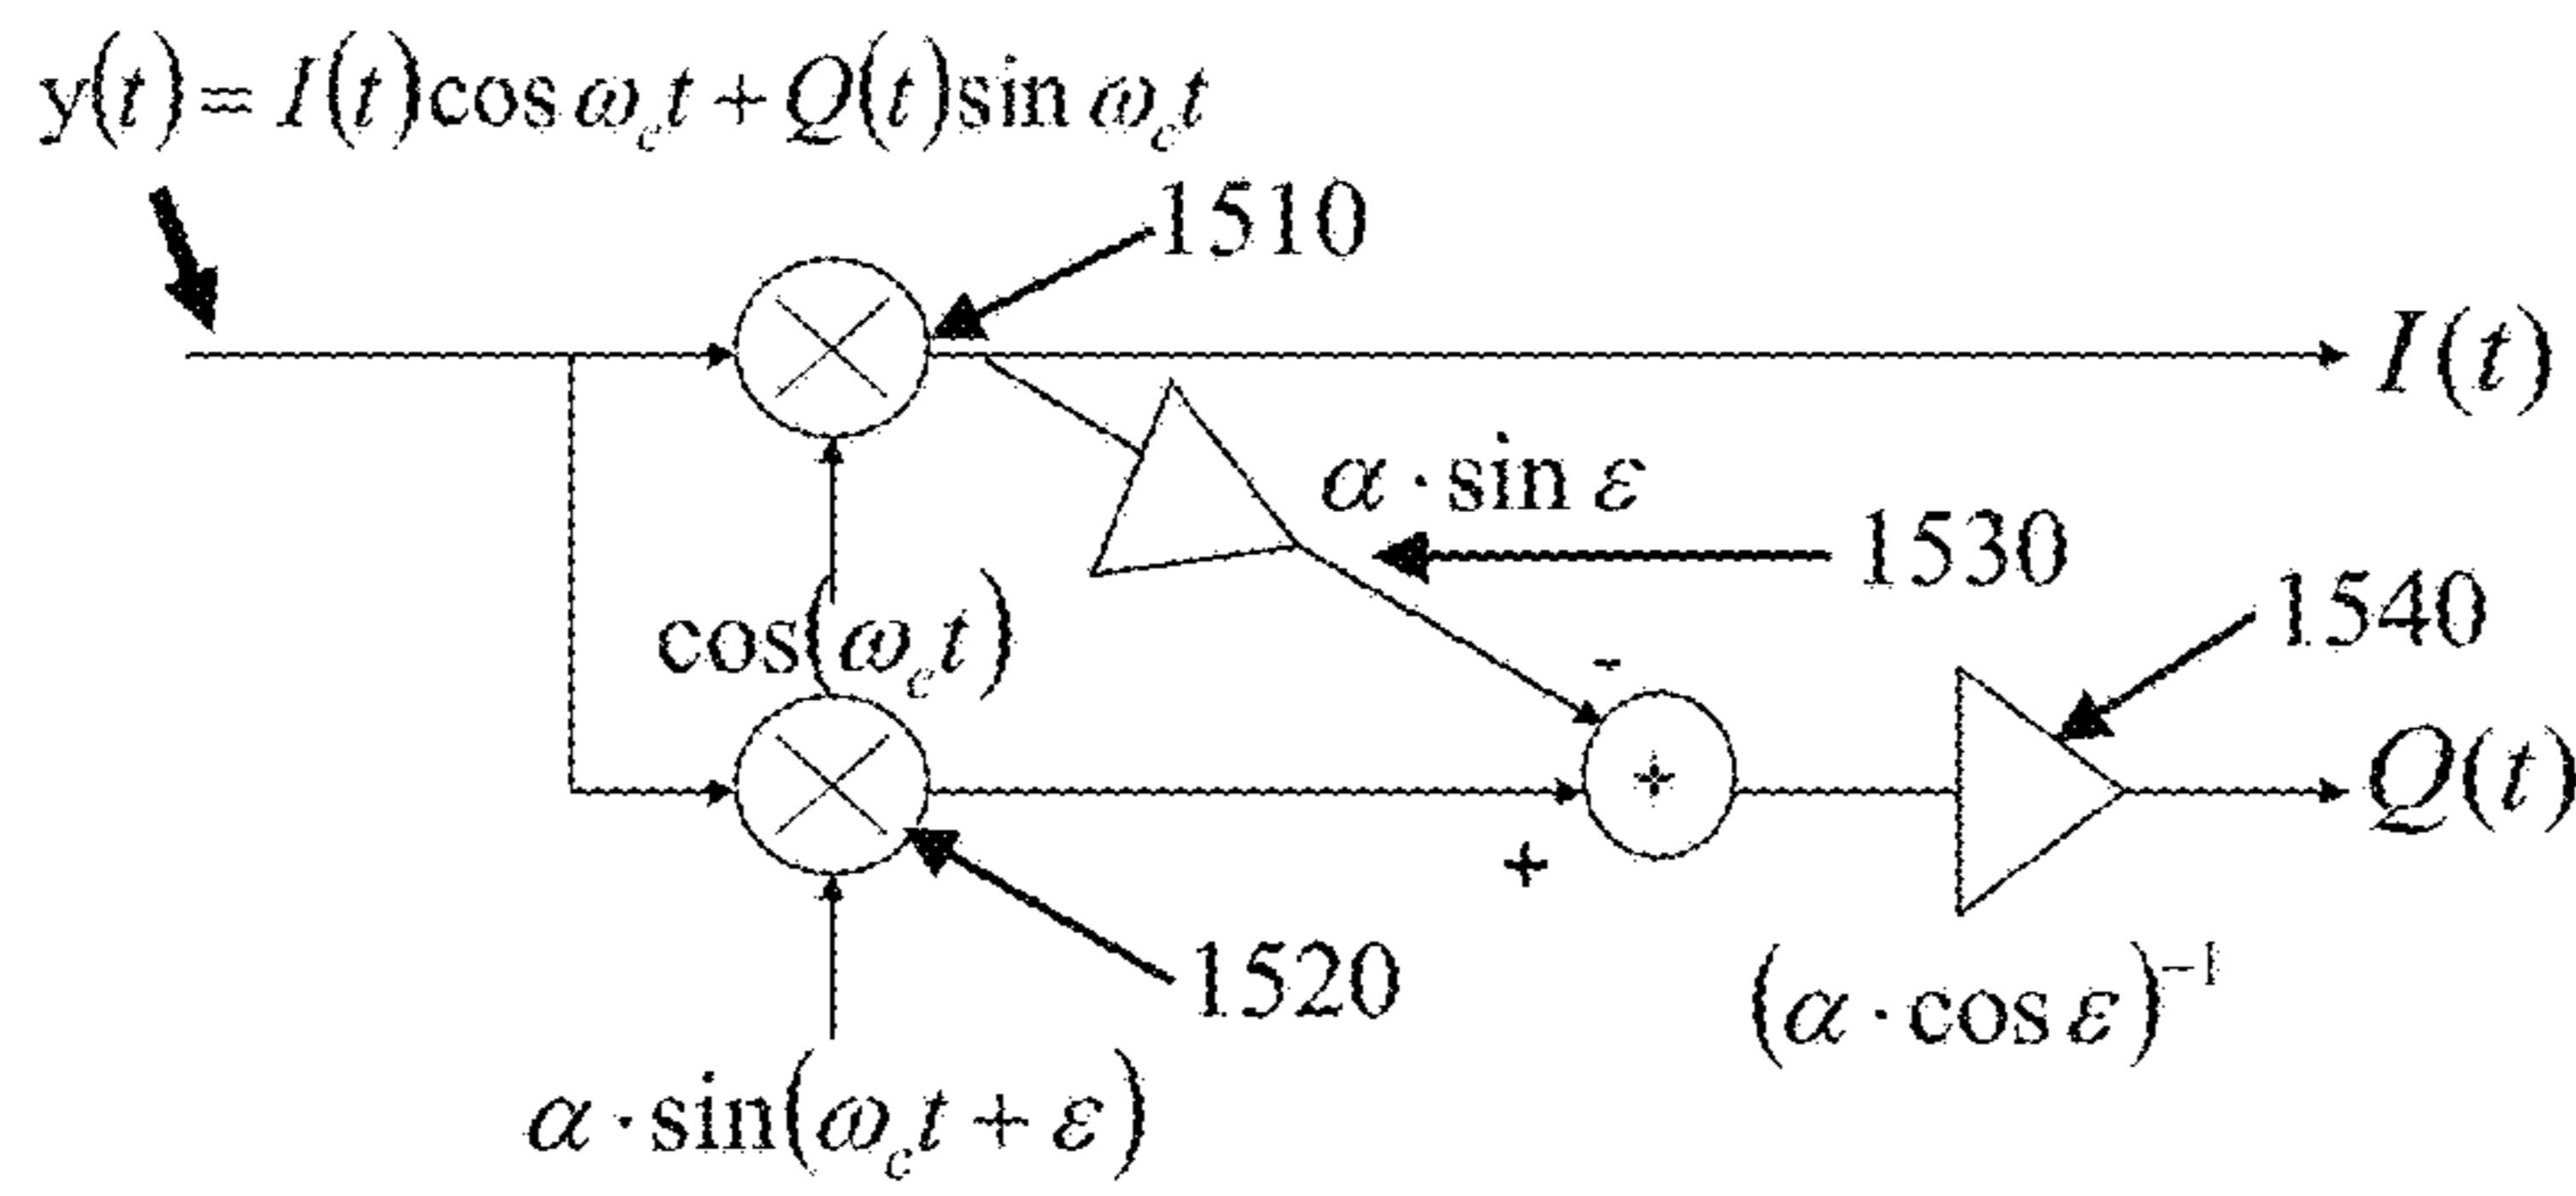 y(t) = I(t)cos ω_c t + Q(t)sin ω_c t
1510
I(t)
α · sin ε
1530
1540
cos(ω_c t)
-
+
Q(t)
+
1520
(α · cos ε)⁻¹
α · sin(ω_c t + ε)